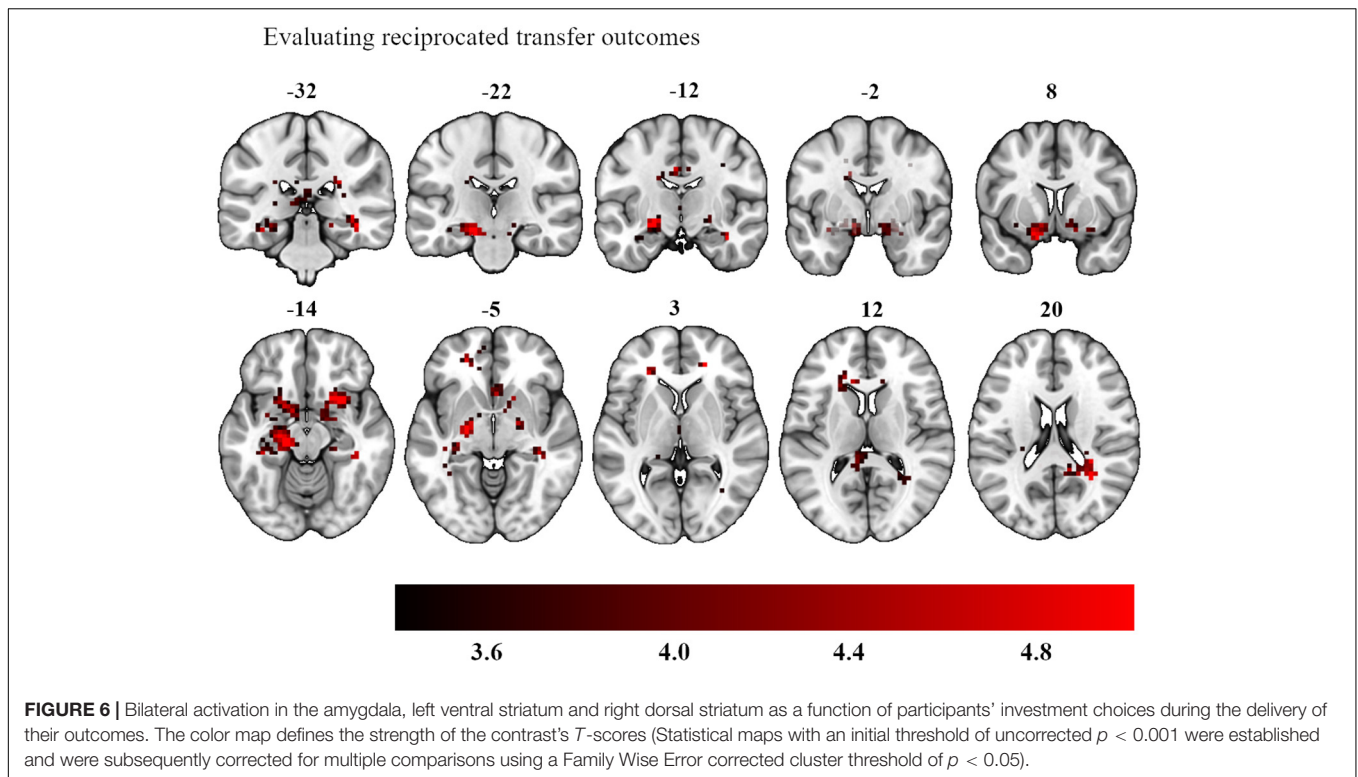 Evaluating reciprocated transfer outcomes
-32 -22 -12 -2 8
-14 -5 3 12 20
3.6 4.0 4.4 4.8
FIGURE 6 | Bilateral activation in the amygdala, left ventral striatum and right dorsal striatum as a function of participants' investment choices during the delivery of
their outcomes. The color map defines the strength of the contrast's T-scores (Statistical maps with an initial threshold of uncorrected p < 0.001 were established
and were subsequently corrected for multiple comparisons using a Family Wise Error corrected cluster threshold of p < 0.05).